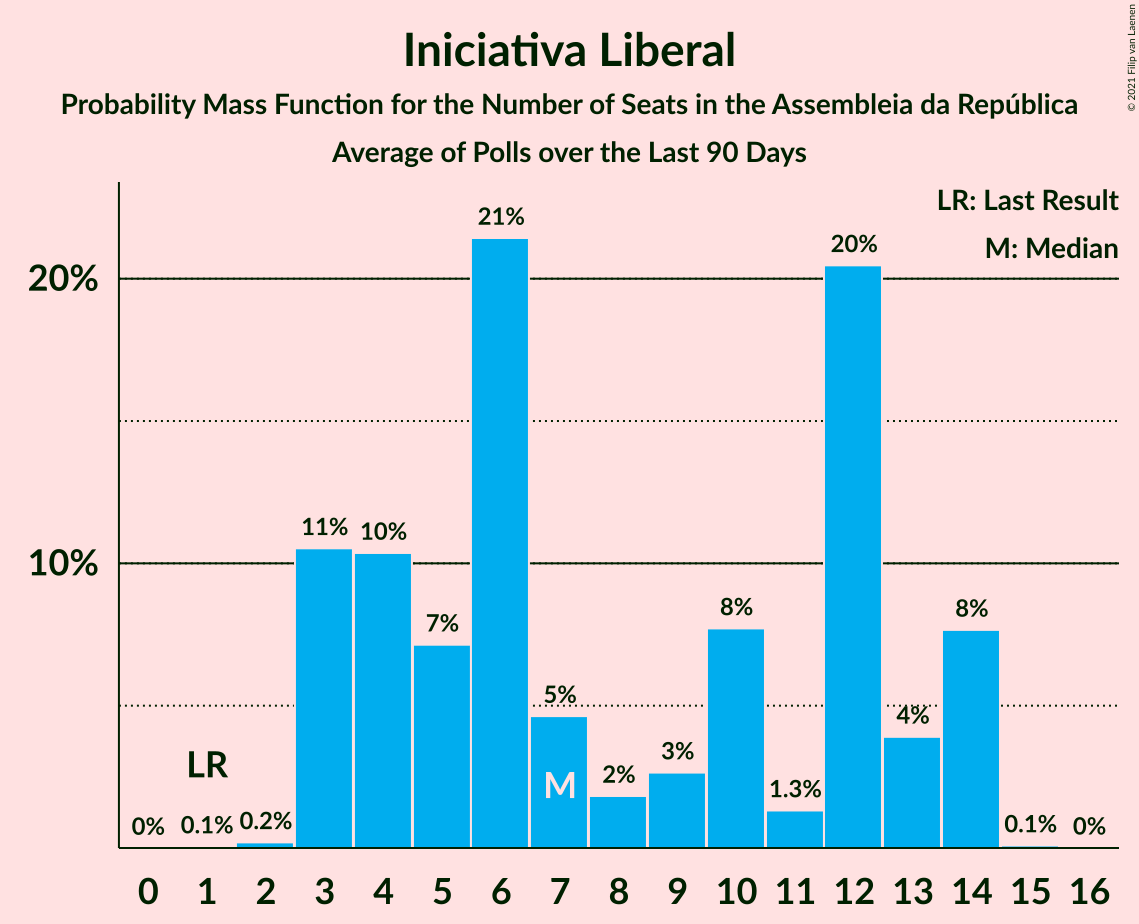 Iniciativa Liberal
Probability Mass Function for the Number of Seats in the Assembleia da República
Average of Polls over the Last 90 Days
© 2021 Filip van Laenen
LR: Last Result
M: Median
20%
10%
0%
0.1%
0.2%
11%
10%
7%
21%
5%
2%
3%
8%
1.3%
20%
4%
8%
0.1%
0%
LR
M
0 1 2 3 4 5 6 7 8 9 10 11 12 13 14 15 16